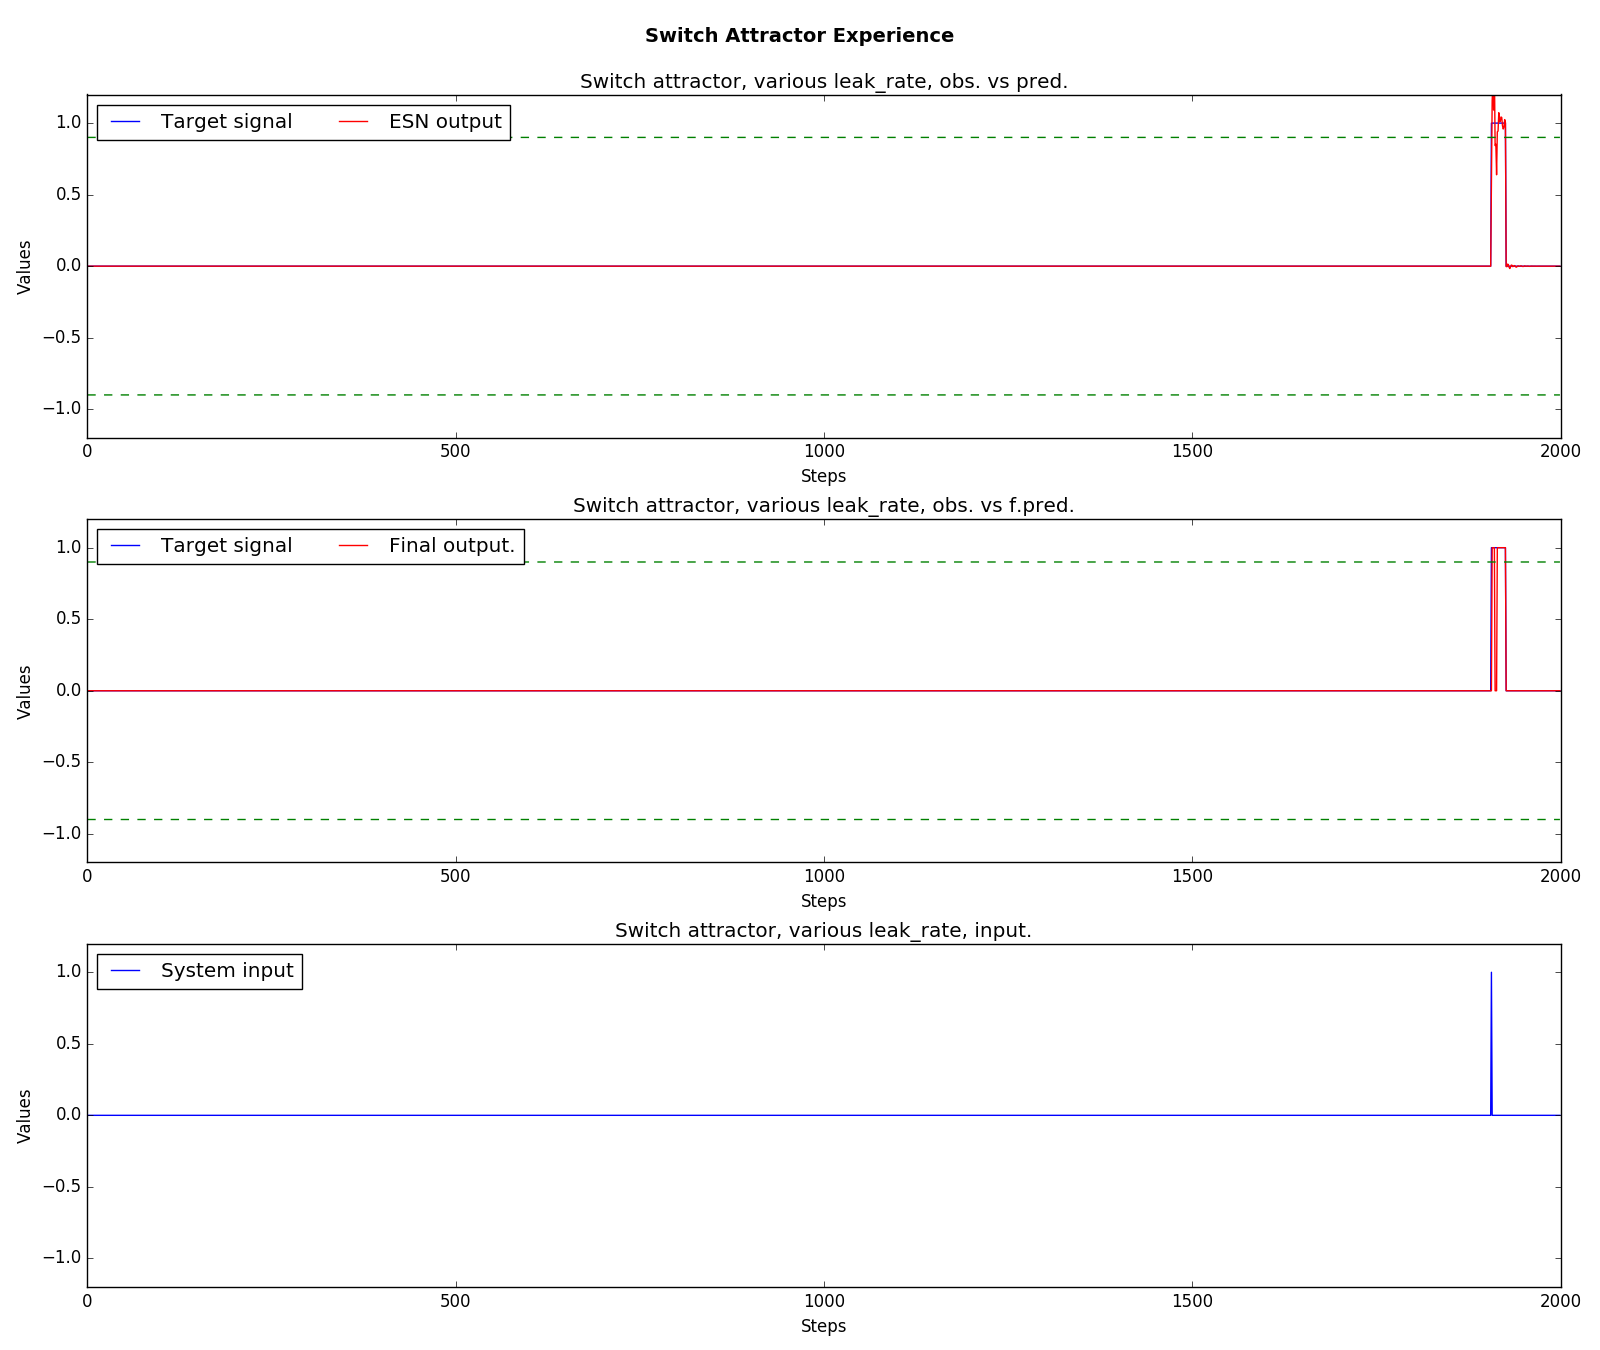 Switch Attractor Experience
Switch attractor, various leak_rate, obs. vs pred.
Target signal ESN output
1.0
0.5
0.0
−0.5
−1.0
Values
0 500 1000 1500 2000
Steps
Switch attractor, various leak_rate, obs. vs f.pred.
Target signal Final output.
1.0
0.5
0.0
−0.5
−1.0
Values
0 500 1000 1500 2000
Steps
Switch attractor, various leak_rate, input.
System input
1.0
0.5
0.0
−0.5
−1.0
Values
0 500 1000 1500 2000
Steps